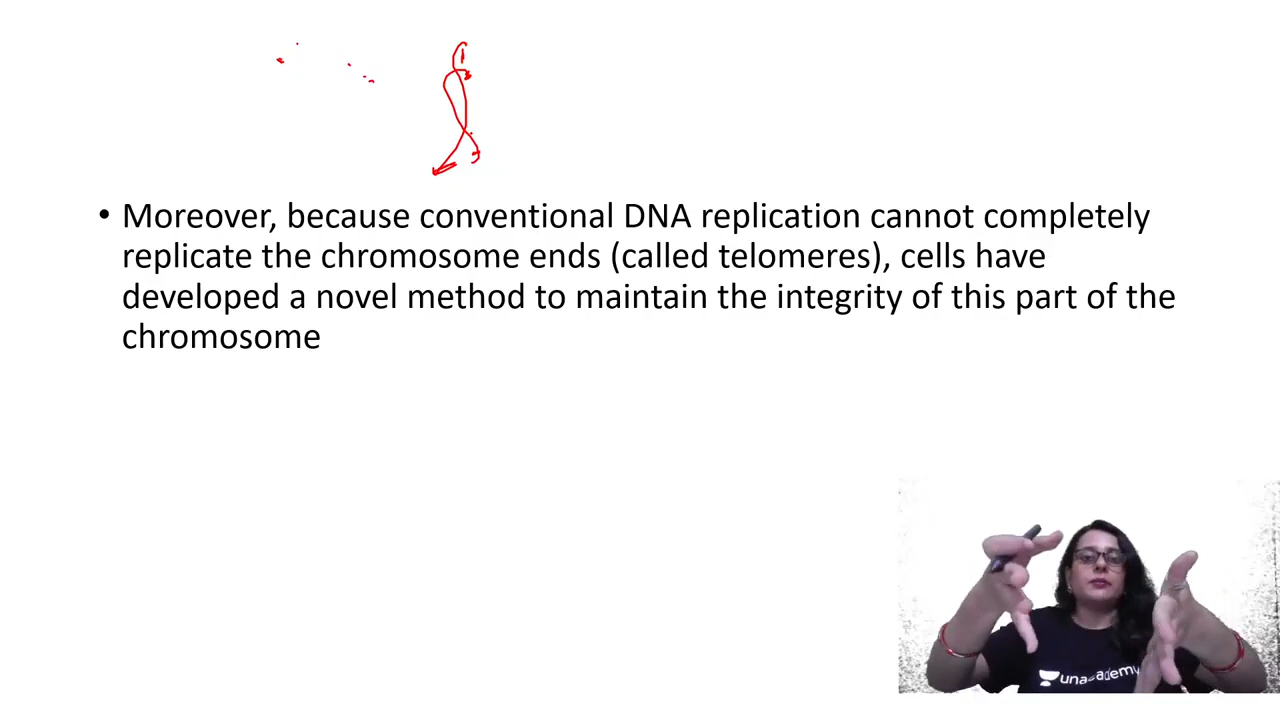 • Moreover, because conventional DNA replication cannot completely
replicate the chromosome ends (called telomeres), cells have
developed a novel method to maintain the integrity of this part of the
chromosome
unacademy